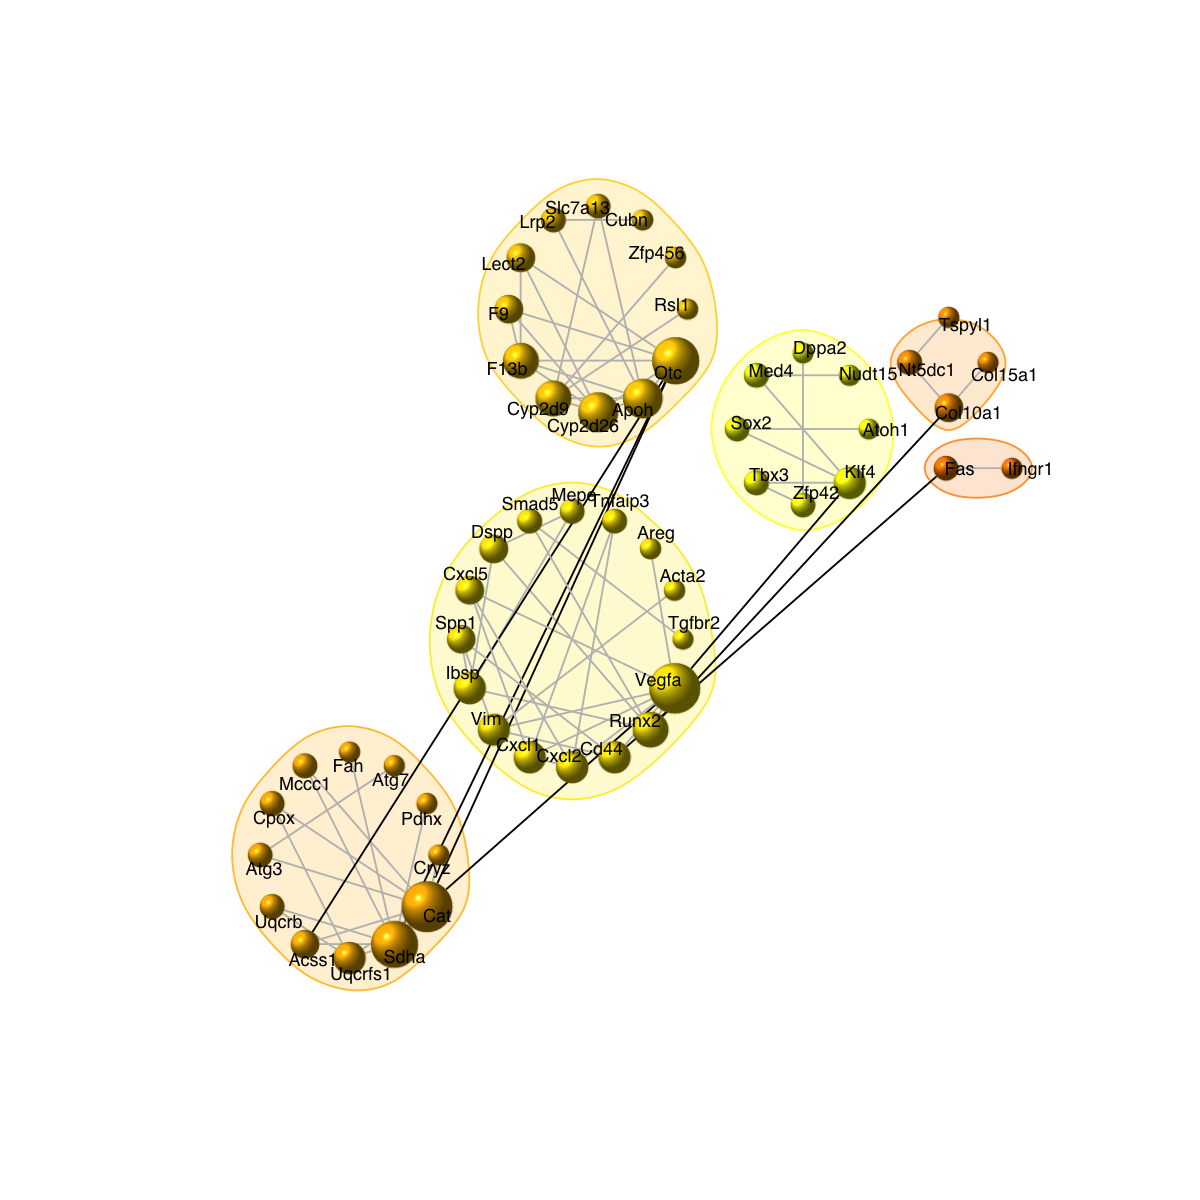 Slc7a13
Lrp2
Cubn
Zfp456
Lect2
Rsl1
F9
F13b
Otc
Cyp2d9
Apoh
Cyp2d26
Dppa2
Med4
Nudt15
Sox2
Atoh1
Tbx3
Klf4
Zfp42
Tspyl1
Nt5dc1
Col15a1
Col10a1
Fas
Ifngr1
Mepe
Tnfaip3
Smad5
Dspp
Areg
Cxcl5
Acta2
Spp1
Tgfbr2
Ibsp
Vegfa
Vim
Runx2
Cxcl1
Cxcl2
Cd44
Fah
Mccc1
Atg7
Cpox
Pdhx
Atg3
Cryz
Uqcrb
Cat
Acss1
Sdha
Uqcrfs1